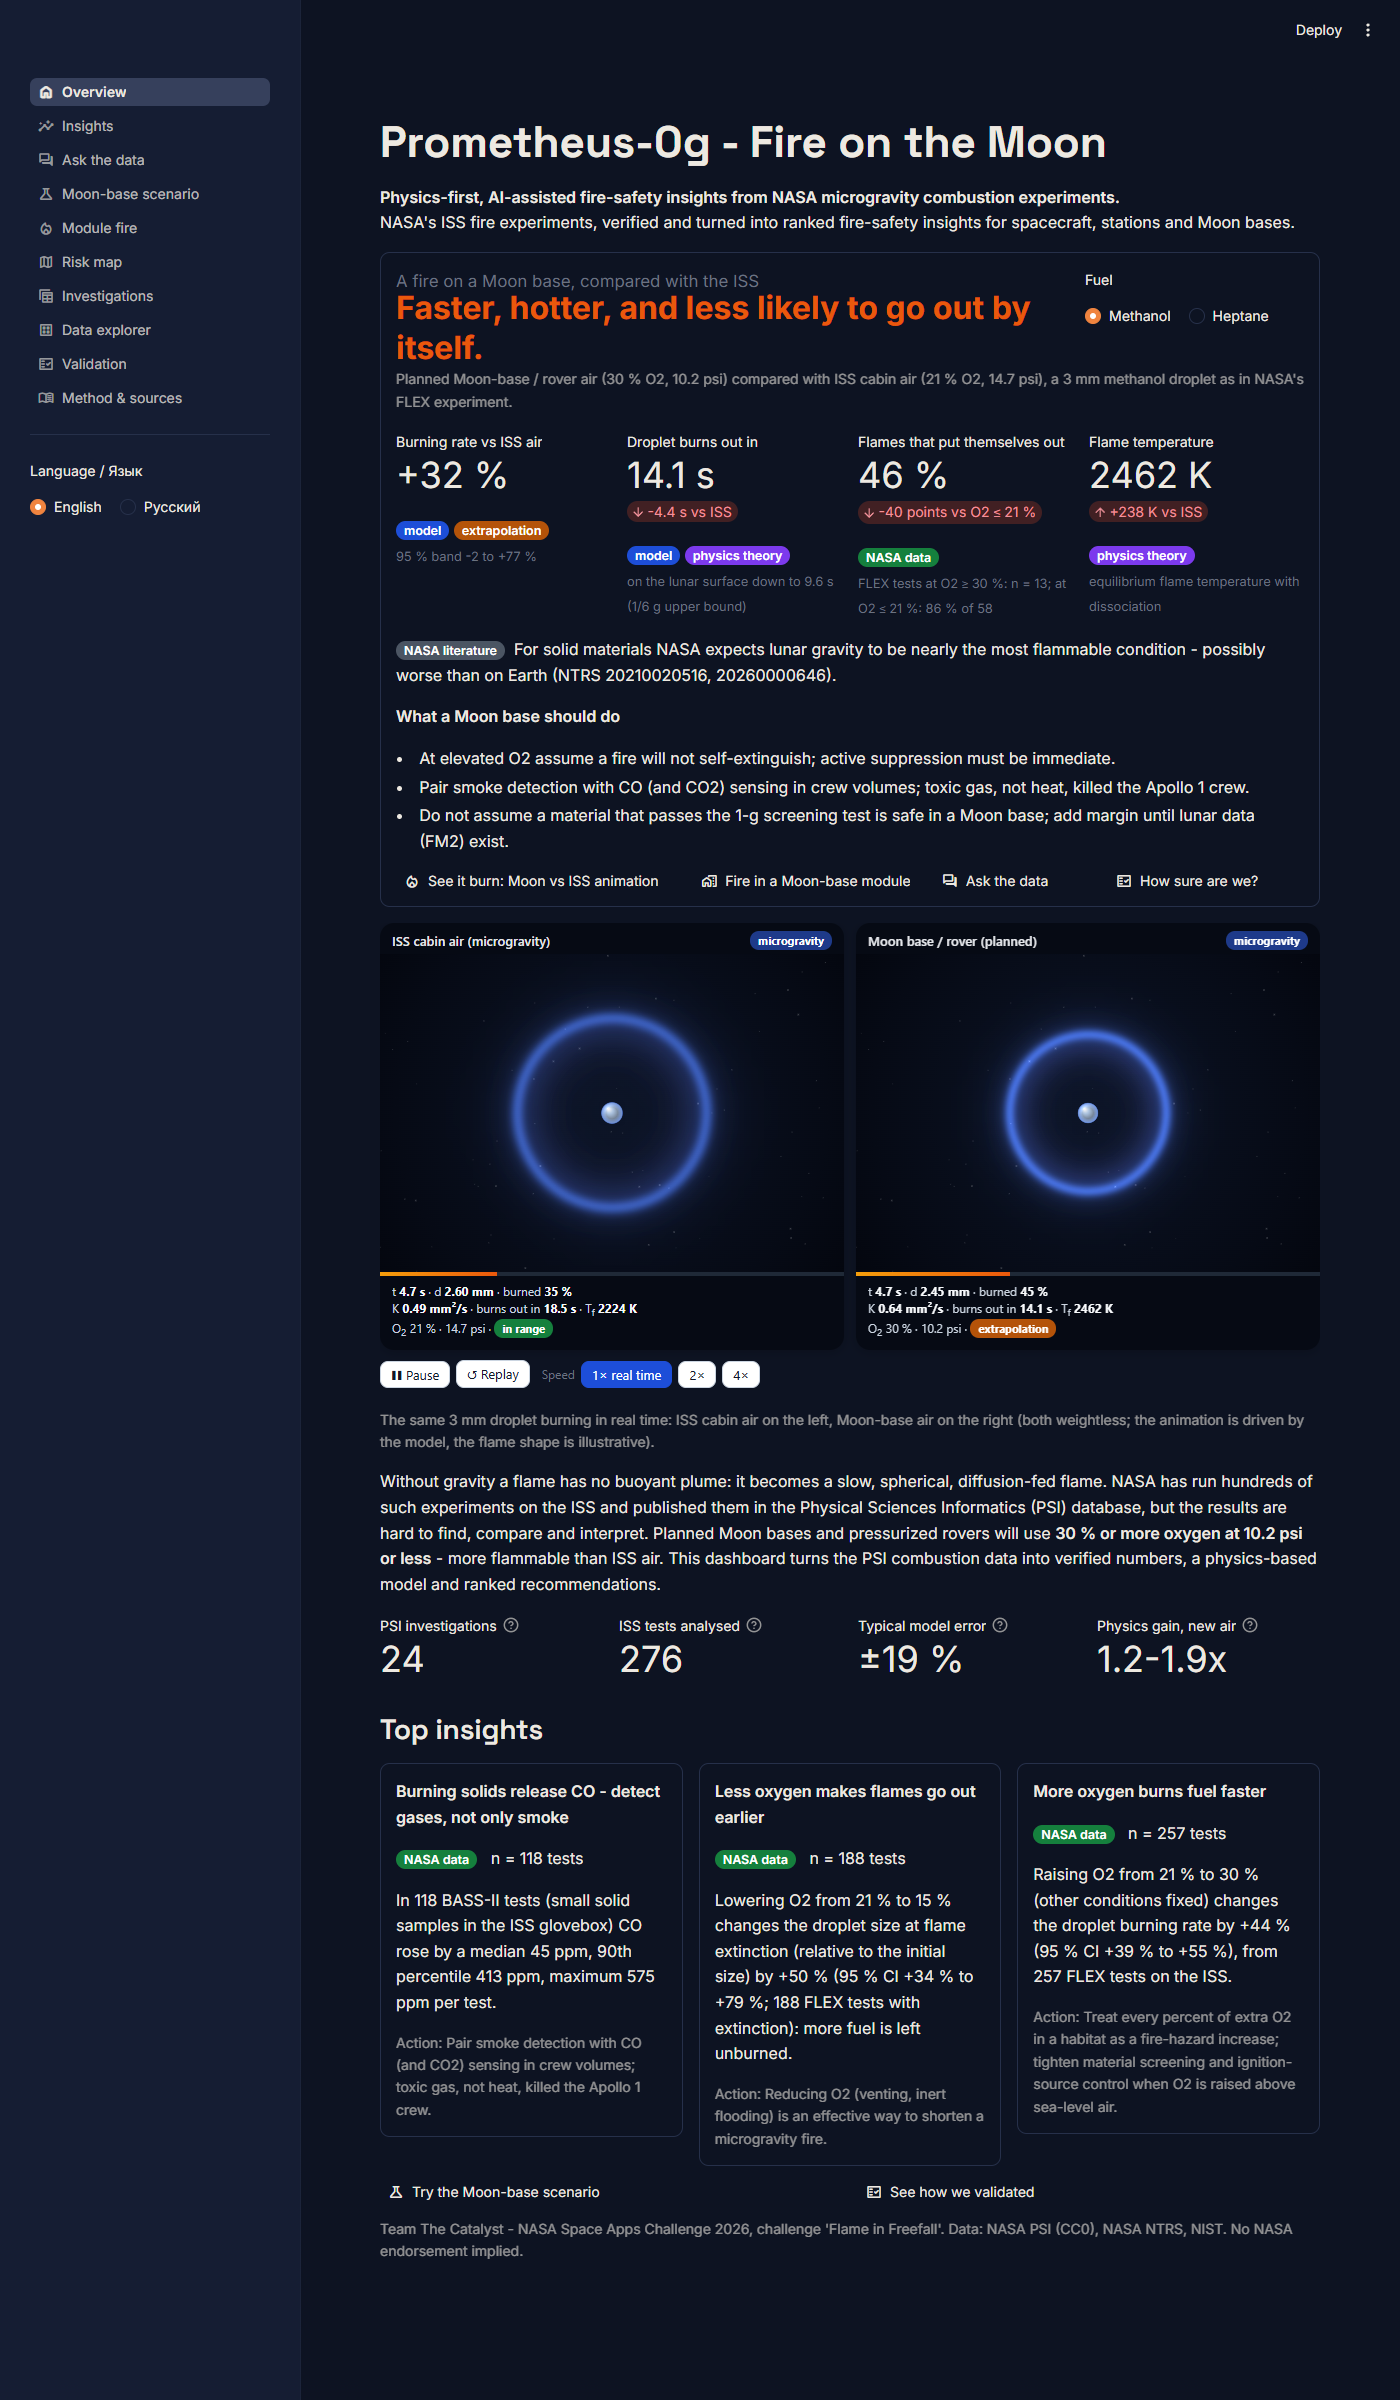 Deploy
Overview
Insights
Ask the data
Moon-base scenario
Module fire
Risk map
Investigations
Data explorer
Validation
Method & sources
Language / Язык
English Русский
Prometheus-0g - Fire on the Moon
Physics-first, AI-assisted fire-safety insights from NASA microgravity combustion experiments.
NASA's ISS fire experiments, verified and turned into ranked fire-safety insights for spacecraft, stations and Moon bases.
A fire on a Moon base, compared with the ISS
Faster, hotter, and less likely to go out by
itself.
Fuel
Methanol Heptane
Planned Moon-base / rover air (30 % O2, 10.2 psi) compared with ISS cabin air (21 % O2, 14.7 psi), a 3 mm methanol droplet as in NASA's
FLEX experiment.
Burning rate vs ISS air
+32 %
model extrapolation
95 % band -2 to +77 %
Droplet burns out in
14.1 s
↓ -4.4 s vs ISS
model physics theory
on the lunar surface down to 9.6 s
(1/6 g upper bound)
Flames that put themselves out
46 %
↓ -40 points vs O2 ≤ 21 %
NASA data
FLEX tests at O2 ≥ 30 %: n = 13; at
O2 ≤ 21 %: 86 % of 58
Flame temperature
2462 K
↑ +238 K vs ISS
physics theory
equilibrium flame temperature with
dissociation
NASA literature For solid materials NASA expects lunar gravity to be nearly the most flammable condition - possibly
worse than on Earth (NTRS 20210020516, 20260000646).
What a Moon base should do
• At elevated O2 assume a fire will not self-extinguish; active suppression must be immediate.
• Pair smoke detection with CO (and CO2) sensing in crew volumes; toxic gas, not heat, killed the Apollo 1 crew.
• Do not assume a material that passes the 1-g screening test is safe in a Moon base; add margin until lunar data
(FM2) exist.
See it burn: Moon vs ISS animation Fire in a Moon-base module Ask the data How sure are we?
ISS cabin air (microgravity) microgravity
t 4.7 s · d 2.60 mm · burned 35 %
K 0.49 mm²/s · burns out in 18.5 s · Tf 2224 K
O₂ 21 % · 14.7 psi · in range
Moon base / rover (planned) microgravity
t 4.7 s · d 2.45 mm · burned 45 %
K 0.64 mm²/s · burns out in 14.1 s · Tf 2462 K
O₂ 30 % · 10.2 psi · extrapolation
Pause ↺ Replay Speed 1× real time 2× 4×
The same 3 mm droplet burning in real time: ISS cabin air on the left, Moon-base air on the right (both weightless; the animation is driven by
the model, the flame shape is illustrative).
Without gravity a flame has no buoyant plume: it becomes a slow, spherical, diffusion-fed flame. NASA has run hundreds of
such experiments on the ISS and published them in the Physical Sciences Informatics (PSI) database, but the results are
hard to find, compare and interpret. Planned Moon bases and pressurized rovers will use 30 % or more oxygen at 10.2 psi
or less - more flammable than ISS air. This dashboard turns the PSI combustion data into verified numbers, a physics-based
model and ranked recommendations.
PSI investigations
24
ISS tests analysed
276
Typical model error
±19 %
Physics gain, new air
1.2-1.9x
Top insights
Burning solids release CO - detect
gases, not only smoke
NASA data n = 118 tests
In 118 BASS-II tests (small solid
samples in the ISS glovebox) CO
rose by a median 45 ppm, 90th
percentile 413 ppm, maximum 575
ppm per test.
Action: Pair smoke detection with CO
(and CO2) sensing in crew volumes;
toxic gas, not heat, killed the Apollo 1
crew.
Less oxygen makes flames go out
earlier
NASA data n = 188 tests
Lowering O2 from 21 % to 15 %
changes the droplet size at flame
extinction (relative to the initial
size) by +50 % (95 % CI +34 % to
+79 %; 188 FLEX tests with
extinction): more fuel is left
unburned.
Action: Reducing O2 (venting, inert
flooding) is an effective way to shorten a
microgravity fire.
More oxygen burns fuel faster
NASA data n = 257 tests
Raising O2 from 21 % to 30 %
(other conditions fixed) changes
the droplet burning rate by +44 %
(95 % CI +39 % to +55 %), from
257 FLEX tests on the ISS.
Action: Treat every percent of extra O2
in a habitat as a fire-hazard increase;
tighten material screening and ignition-
source control when O2 is raised above
sea-level air.
Try the Moon-base scenario See how we validated
Team The Catalyst - NASA Space Apps Challenge 2026, challenge 'Flame in Freefall'. Data: NASA PSI (CC0), NASA NTRS, NIST. No NASA
endorsement implied.